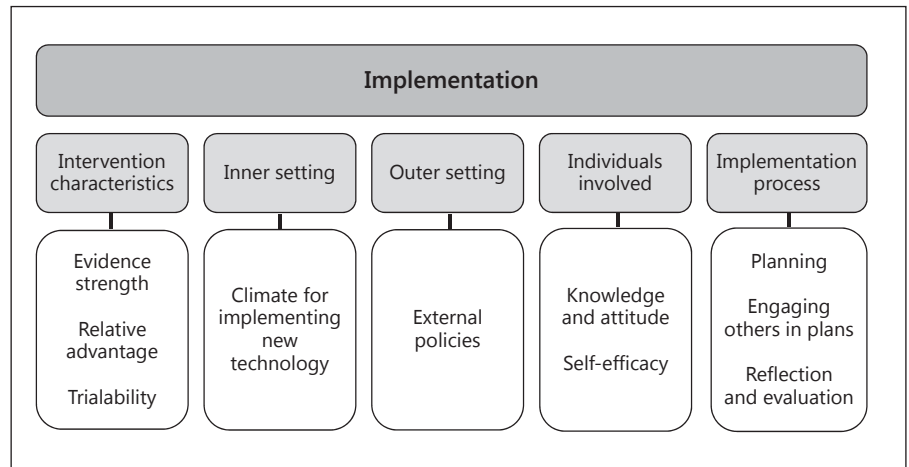 Implementation
Intervention
characteristics
Inner setting
Outer setting
Individuals
involved
Implementation
process
Evidence
strength
Relative
advantage
Trialability
Climate for
implementing
new
technology
External
policies
Knowledge
and attitude
Self-efficacy
Planning
Engaging
others in plans
Reflection
and evaluation